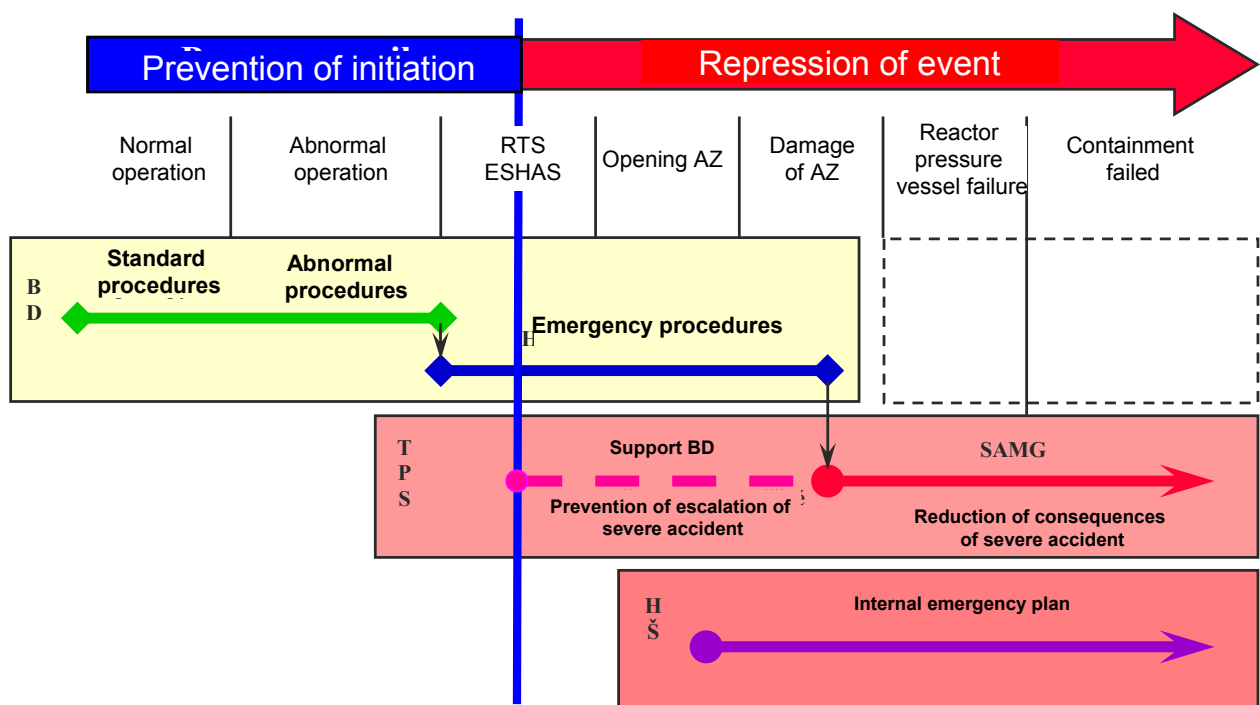 Prevention of initiation
Repression of event
Normal
operation
Abnormal
operation
RTS
ESHAS
Opening AZ
Damage
of AZ
Reactor
pressure
vessel failure
Containment
failed
B
D
Standard
procedures
Abnormal
procedures
H
Emergency procedures
T
P
S
Support BD
SAMG
Prevention of escalation of
severe accident
Reduction of consequences
of severe accident
H
Š
Internal emergency plan